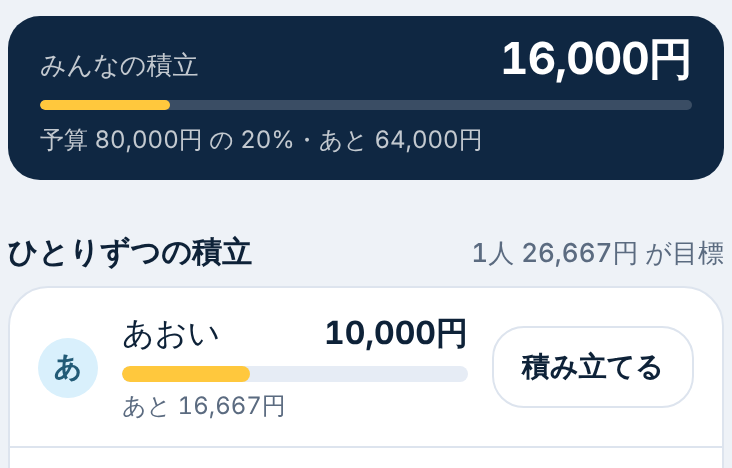 みんなの積立
16,000円
予算 80,000円 の 20%・あと 64,000円
ひとりずつの積立
1人 26,667円 が目標
あ
あおい
10,000円
あと 16,667円
積み立てる